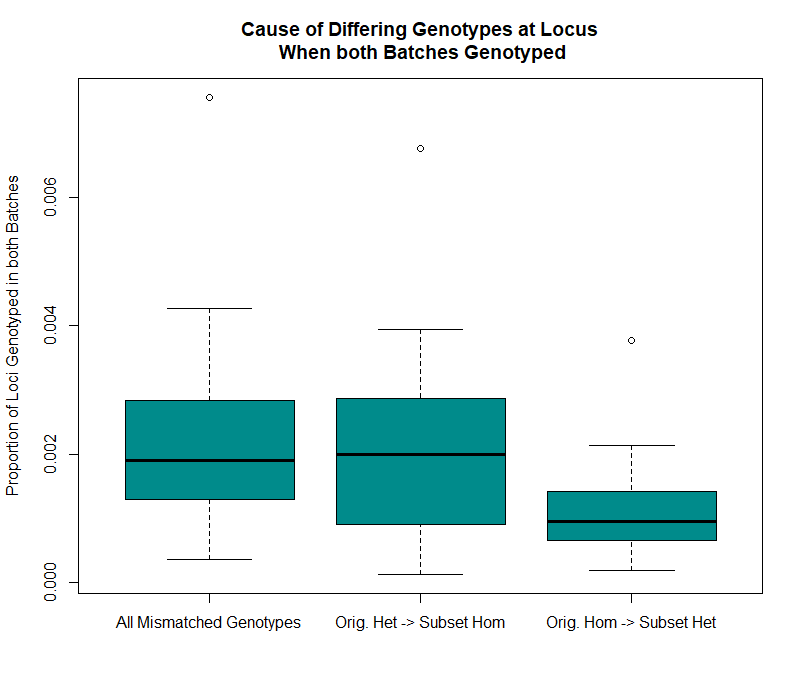 Cause of Differing Genotypes at Locus
When both Batches Genotyped
Proportion of Loci Genotyped in both Batches
0.006
0.004
0.002
0.000
All Mismatched Genotypes
Orig. Het -> Subset Hom
Orig. Hom -> Subset Het